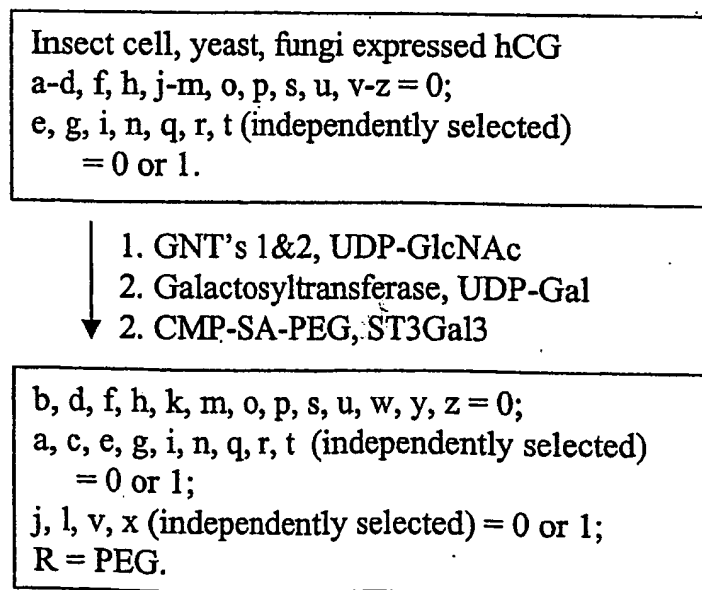 Insect cell, yeast, fungi expressed hCG
a-d, f, h, j-m, o, p, s, u, v-z = 0;
e, g, i, n, q, r, t (independently selected)
= 0 or 1.
1. GNT's 1&2, UDP-GlcNAc
2. Galactosyltransferase, UDP-Gal
2. CMP-SA-PEG, ST3Gal3
b, d, f, h, k, m, o, p, s, u, w, y, z = 0;
a, c, e, g, i, n, q, r, t (independently selected)
= 0 or 1;
j, l, v, x (independently selected) = 0 or 1;
R = PEG.